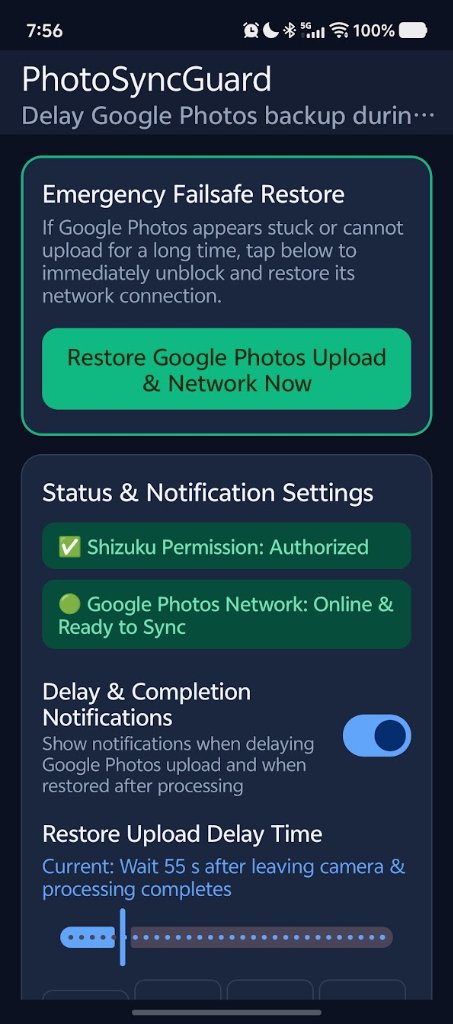 7:56
5G
100%
PhotoSyncGuard
Delay Google Photos backup durin···
Emergency Failsafe Restore
If Google Photos appears stuck or cannot
upload for a long time, tap below to
immediately unblock and restore its
network connection.
Restore Google Photos Upload
& Network Now
Status & Notification Settings
✅ Shizuku Permission: Authorized
🟢 Google Photos Network: Online &
Ready to Sync
Delay & Completion
Notifications
Show notifications when delaying
Google Photos upload and when
restored after processing
Restore Upload Delay Time
Current: Wait 55 s after leaving camera &
processing completes